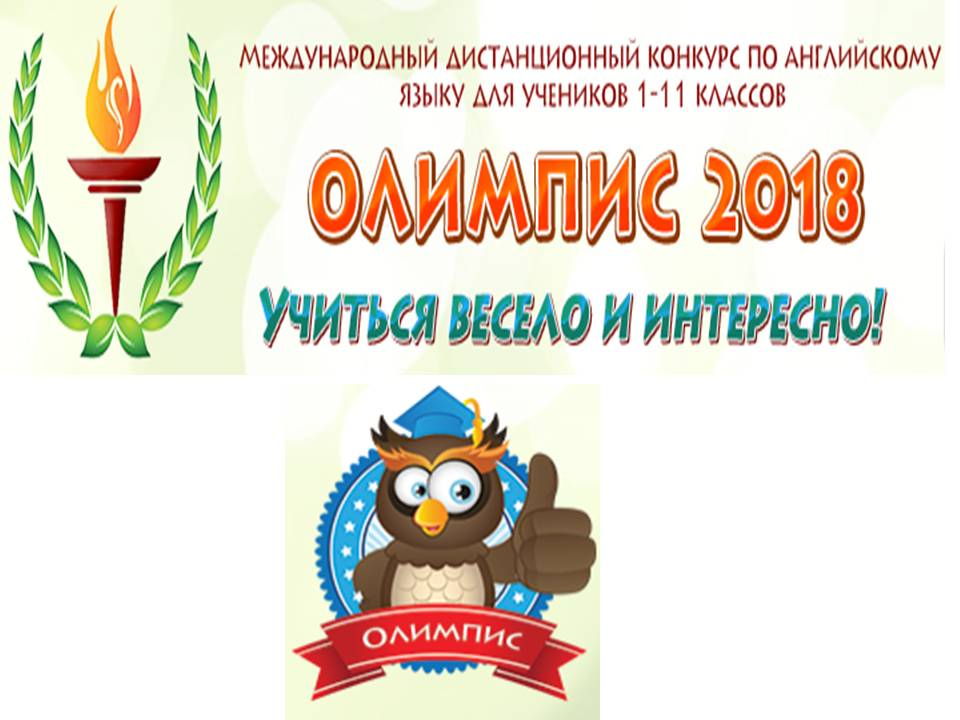 МЕЖДУНАРОДНЫЙ ДИСТАНЦИОННЫЙ КОНКУРС ПО АНГЛИЙСКОМУ
ЯЗЫКУ ДЛЯ УЧЕНИКОВ 1-11 КЛАССОВ
ОЛИМПИС 2018
УЧИТЬСЯ ВЕСЕЛО И ИНТЕРЕСНО!
ОЛИМПИС